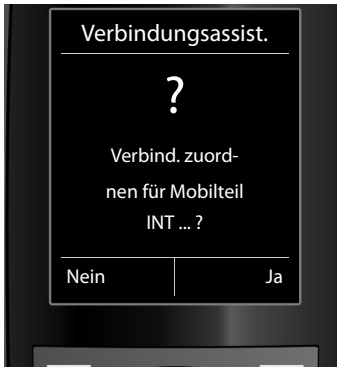 Verbindungsassist.
?
Verbind. zuord-
nen für Mobilteil
INT ... ?
Nein Ja